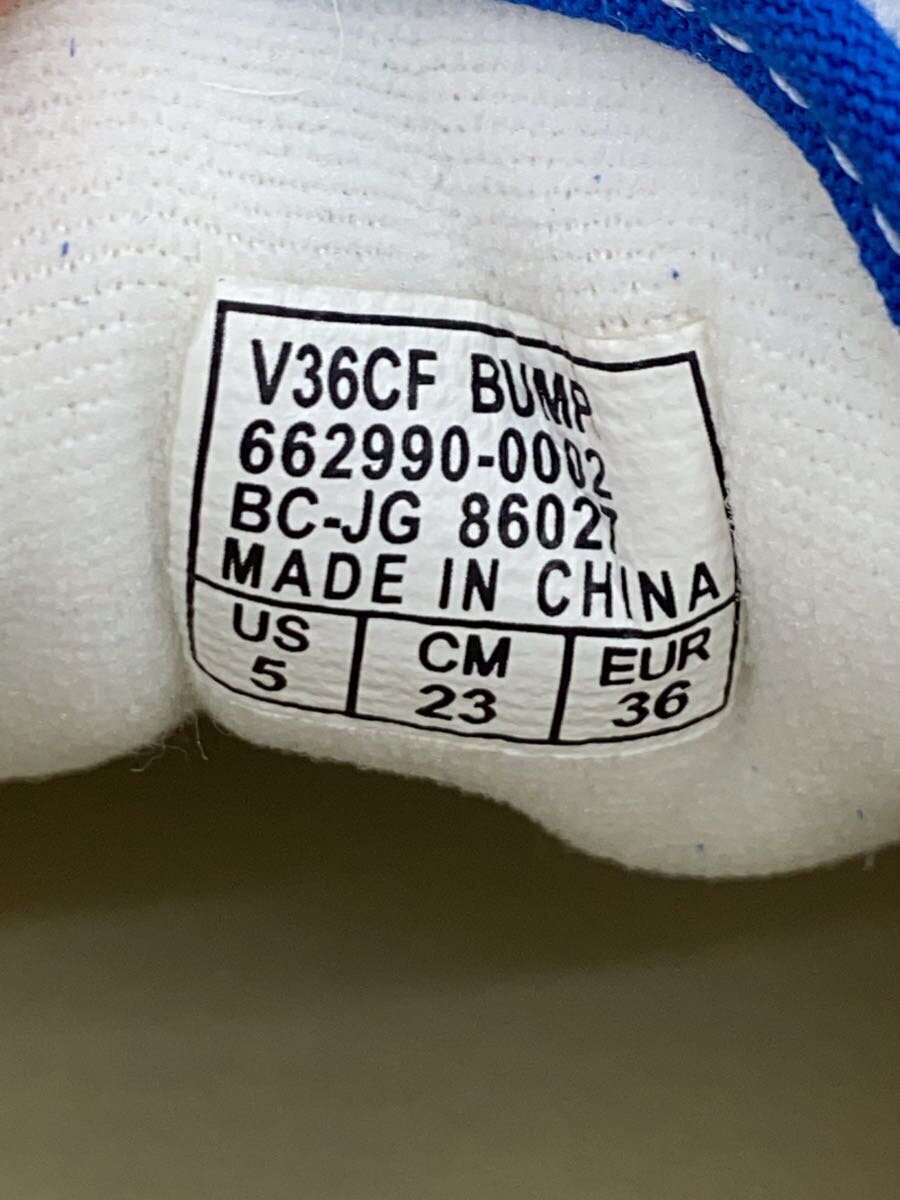 V36CF BUMP
662990-0002
BC-JG 86027
MADE IN CHINA
US CM EUR
5 23 36